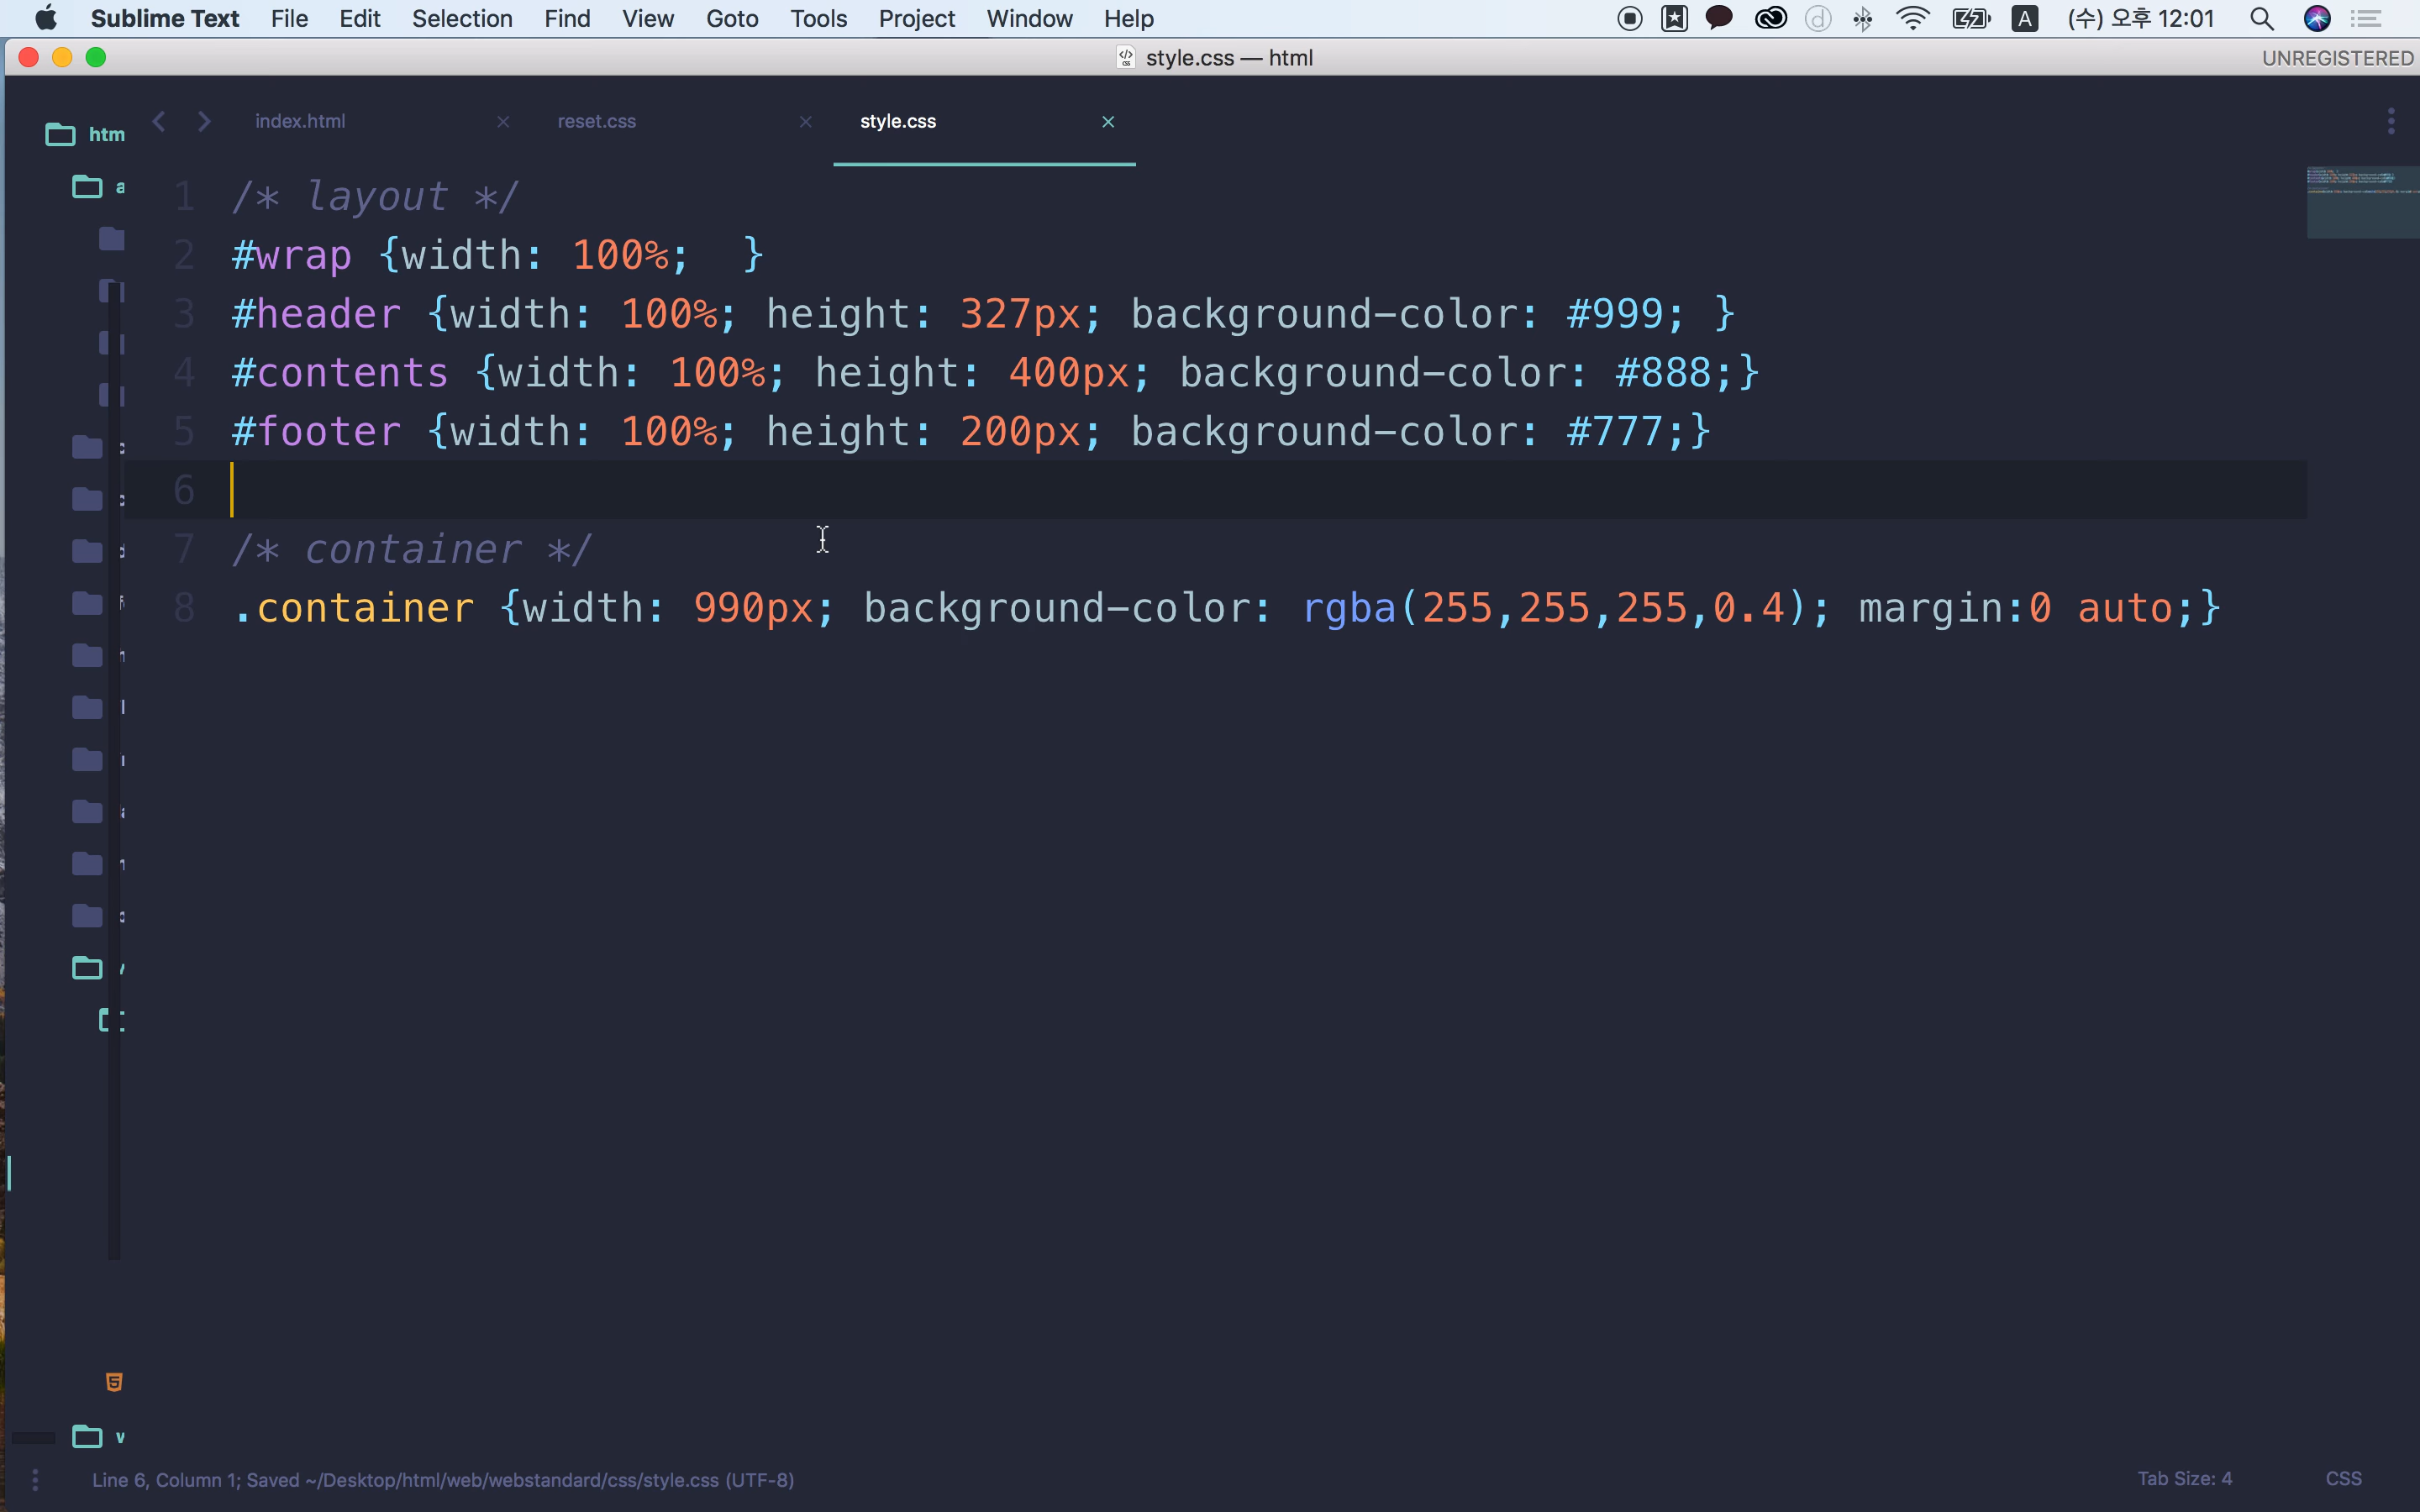 Sublime Text File Edit Selection Find View Goto Tools Project Window Help A (수) 오후 12:01
style.css — html UNREGISTERED
index.html reset.css style.css
htm
1 /* layout */
2 #wrap {width: 100%;  }
3 #header {width: 100%; height: 327px; background-color: #999; }
4 #contents {width: 100%; height: 400px; background-color: #888;}
5 #footer {width: 100%; height: 200px; background-color: #777;}
6
7 /* container */
8 .container {width: 990px; background-color: rgba(255,255,255,0.4); margin:0 auto;}
Line 6, Column 1; Saved ~/Desktop/html/web/webstandard/css/style.css (UTF-8) Tab Size: 4 CSS